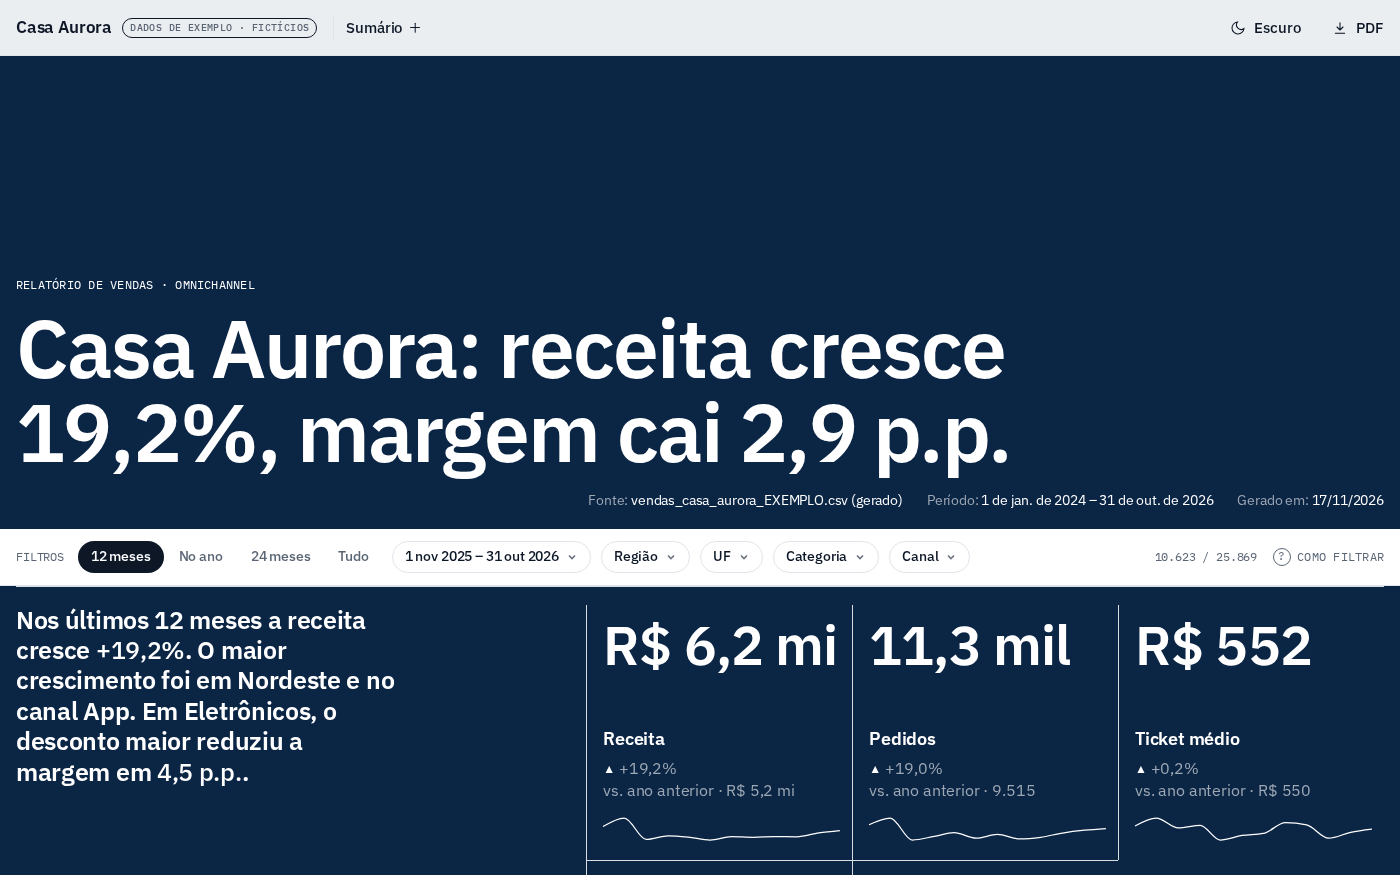 Casa Aurora
DADOS DE EXEMPLO · FICTÍCIOS
Sumário +
Escuro
PDF
RELATÓRIO DE VENDAS · OMNICHANNEL
Casa Aurora: receita cresce
19,2%, margem cai 2,9 p.p.
Fonte: vendas_casa_aurora_EXEMPLO.csv (gerado)
Período: 1 de jan. de 2024 – 31 de out. de 2026
Gerado em: 17/11/2026
FILTROS
12 meses
No ano
24 meses
Tudo
1 nov 2025 – 31 out 2026
Região
UF
Categoria
Canal
10.623 / 25.869
? COMO FILTRAR
Nos últimos 12 meses a receita
cresce +19,2%. O maior
crescimento foi em Nordeste e no
canal App. Em Eletrônicos, o
desconto maior reduziu a
margem em 4,5 p.p..
R$ 6,2 mi
Receita
▲ +19,2%
vs. ano anterior · R$ 5,2 mi
11,3 mil
Pedidos
▲ +19,0%
vs. ano anterior · 9.515
R$ 552
Ticket médio
▲ +0,2%
vs. ano anterior · R$ 550